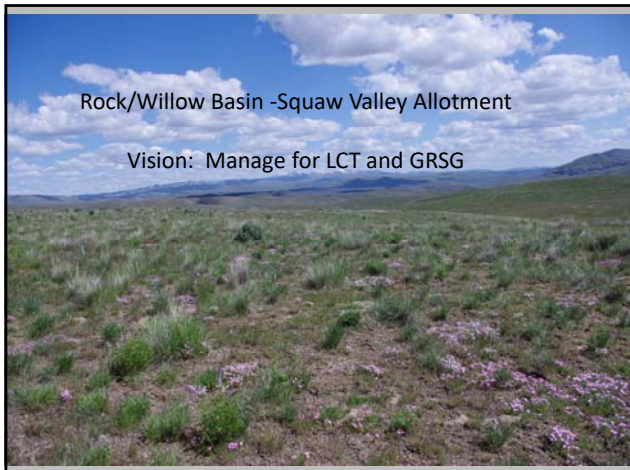 Rock/Willow Basin -Squaw Valley Allotment
Vision: Manage for LCT and GRSG